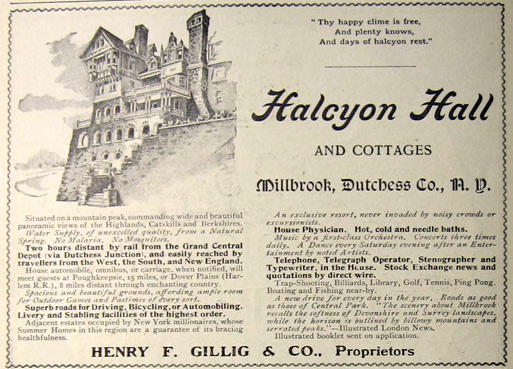 "Thy happy clime is free,
And plenty knows,
And days of halcyon rest."
Halcyon Hall
AND COTTAGES
Millbrook, Dutchess Co., N. Y.
Situated on a mountain peak, commanding wide and beautiful
panoramic views of the Highlands, Catskills and Berkshires.
Water Supply, of unexcelled quality, from a Natural
Spring. No Malaria. No Mosquitoes.
Two hours distant by rail from the Grand Central
Depot (via Dutchess Junction), and easily reached by
travellers from the West, the South, and New England.
House automobile, omnibus, or carriage, when notified, will
meet guests at Poughkeepsie, 15 miles, or Dover Plains (Har-
lem R.R.), 8 miles distant through enchanting country.
Spacious and beautiful grounds, affording ample room
for Outdoor Games and Pastimes of every sort.
Superb roads for Driving, Bicycling, or Automobiling.
Livery and Stabling facilities of the highest order.
Adjacent estates occupied by New York millionaires, whose
Summer Homes in this region are a guarantee of its bracing
healthfulness.
An exclusive resort, never invaded by noisy crowds or
excursionists.
House Physician. Hot, cold and needle baths.
Music by a first-class Orchestra. Concerts three times
daily. A Dance every Saturday evening after an Enter-
tainment by noted Artists.
Telephone, Telegraph Operator, Stenographer and
Typewriter, in the House. Stock Exchange news and
quotations by direct wire.
Trap-Shooting, Billiards, Library, Golf, Tennis, Ping Pong.
Boating and Fishing near-by.
A new drive for every day in the year, Roads as good
as those of Central Park. "The scenery about Millbrook
recalls the softness of Devonshire and Surrey landscapes,
while the horizon is outlined by billowy mountains and
serrated peaks."—Illustrated London News.
Illustrated booklet sent on application.
HENRY F. GILLIG & CO., Proprietors